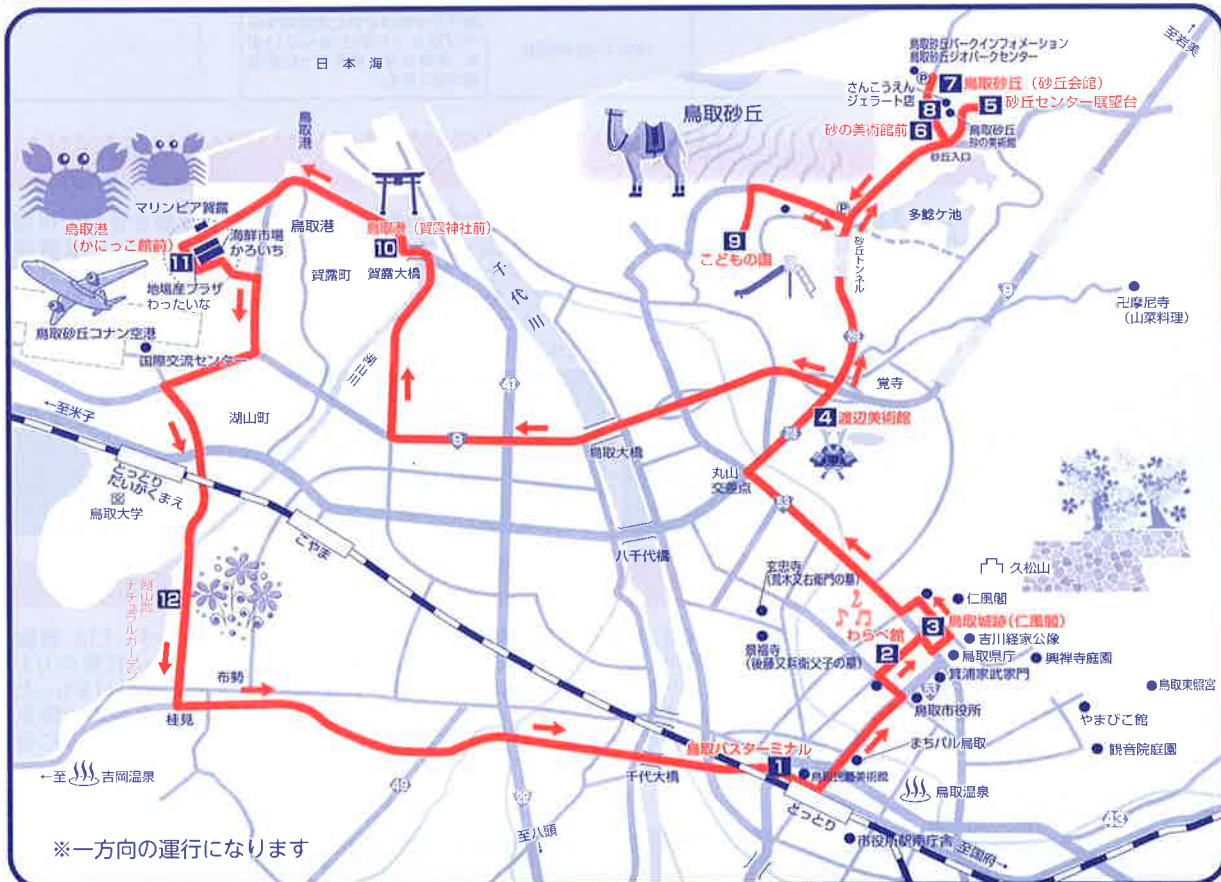 日本海
鳥取港
鳥取砂丘
鳥取砂丘パークインフォメーション
鳥取砂丘ジオパークセンター
至岩美
P
7 鳥取砂丘（砂丘会館）
さんこうえん
ジェラート店
8
5 砂丘センター展望台
砂の美術館前
6
鳥取砂丘
砂の美術館
砂丘入口
P
多鯰ケ池
砂丘トンネル
9
こどもの国
9
卍摩尼寺
(山菜料理)
マリンピア賀露
鳥取港
(かにっこ館前)
11
海鮮市場
かろいち
地場産プラザ
わったいな
鳥取港
賀露町
鳥取港（賀露神社前）
10
賀露大橋
千代川
鳥取砂丘コナン空港
国際交流センター
湖山川
41
覚寺
4 渡辺美術館
←至米子
湖山町
9
鳥取大橋
丸山
交差点
とっとり
だいがくまえ
文
鳥取大学
こやま
八千代橋
53
久松山
玄忠寺
(荒木又右衛門の墓)
仁風閣
3 鳥取城跡(仁風閣)
わらべ館
2
吉川経家公像
鳥取県庁
興禅寺庭園
景福寺
(後藤又兵衛父子の墓)
箕浦家武家門
53
鳥取市役所
鳥取東照宮
やまびこ館
観音院庭園
12
湖山池
ナチュラルガーデン
布勢
桂見
まちパル鳥取
鳥取バスターミナル
1
鳥取民藝美術館
千代大橋
←至 吉岡温泉
49
29
鳥取温泉
とっとり
至八頭
市役所駅南庁舎
至国府→
43
※一方向の運行になります